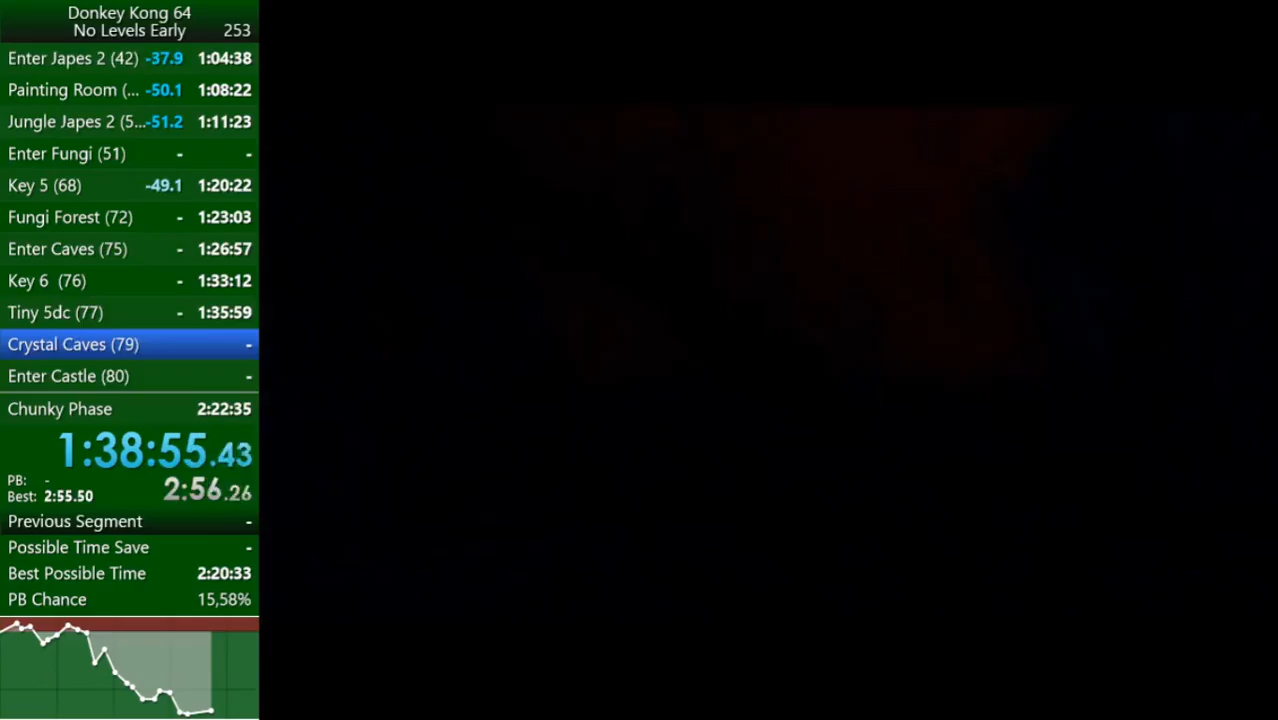 Donkey Kong 64
No Levels Early 253
Enter Japes 2 (42) -37.9 1:04:38
Painting Room (... -50.1 1:08:22
Jungle Japes 2 (5...-51.2 1:11:23
Enter Fungi (51) - -
Key 5 (68) -49.1 1:20:22
Fungi Forest (72) - 1:23:03
Enter Caves (75) - 1:26:57
Key 6 (76) - 1:33:12
Tiny 5dc (77) - 1:35:59
Crystal Caves (79) -
Enter Castle (80) -
Chunky Phase 2:22:35
1:38:55.43
PB: -
Best: 2:55.50 2:56.26
Previous Segment -
Possible Time Save -
Best Possible Time 2:20:33
PB Chance 15,58%